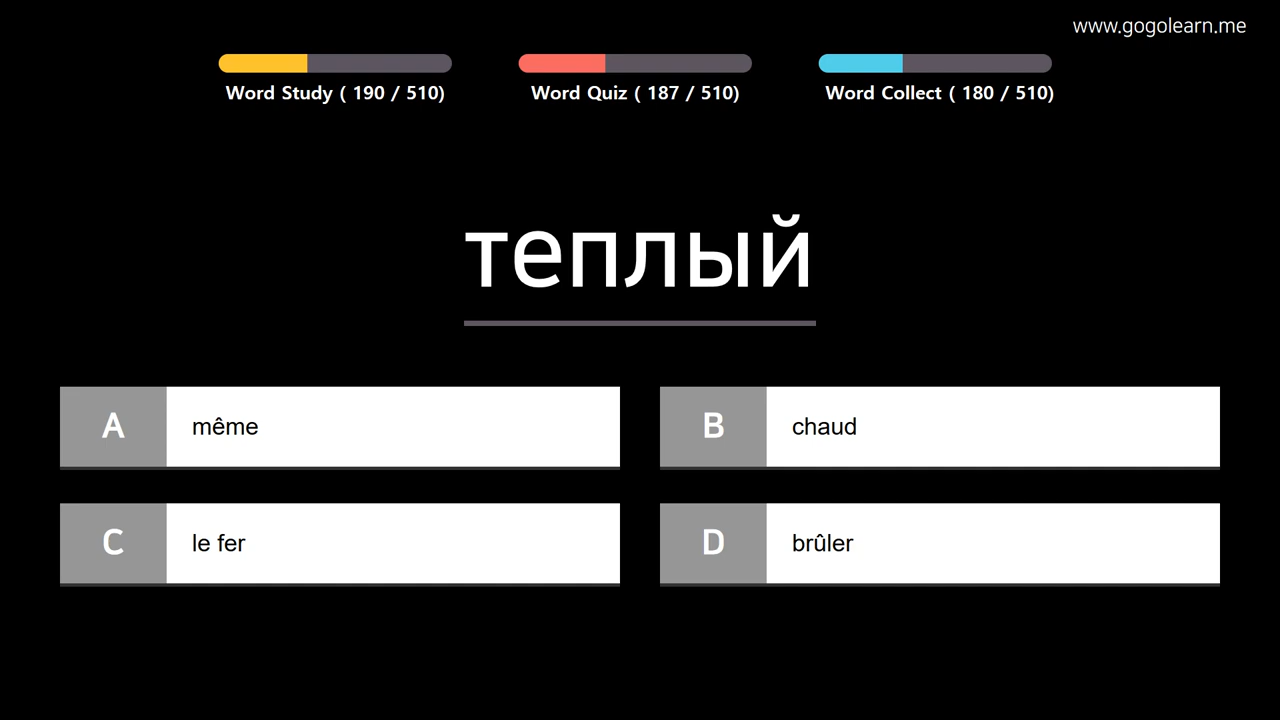 www.gogolearn.me
Word Study ( 190 / 510)
Word Quiz ( 187 / 510)
Word Collect ( 180 / 510)
теплый
A même
B chaud
C le fer
D brûler